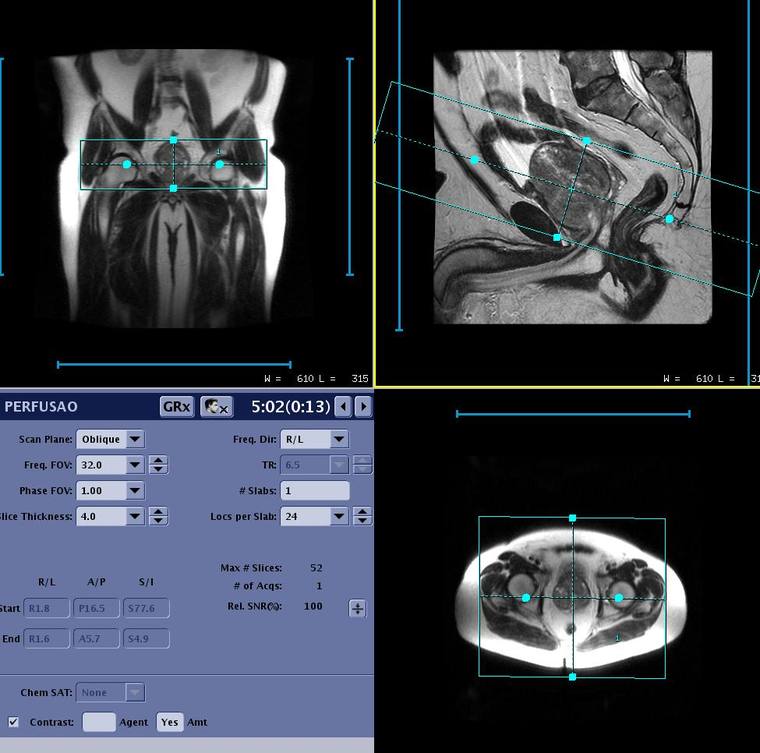 W = 610 L = 315
W = 610 L = 31
PERFUSAO GRx 5:02(0:13)
Scan Plane: Oblique Freq. Dir: R/L
Freq. FOV: 32.0 TR: 6.5
Phase FOV: 1.00 # Slabs: 1
lice Thickness: 4.0 Locs per Slab: 24
Max # Slices: 52
R/L A/P S/I # of Acqs: 1
Start R1.8 P16.5 S77.6 Rel. SNR(%): 100
End R1.6 A5.7 S4.9
Chem SAT: None
Contrast: Agent Yes Amt
1